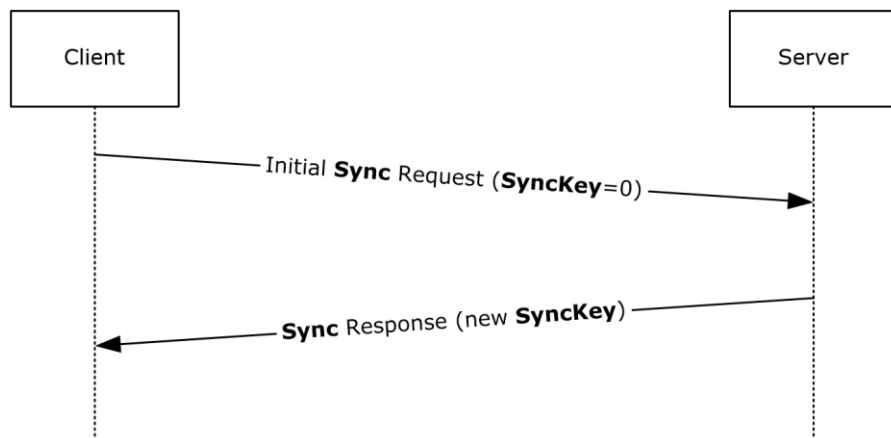 Client
Server
Initial Sync Request (SyncKey=0)
Sync Response (new SyncKey)